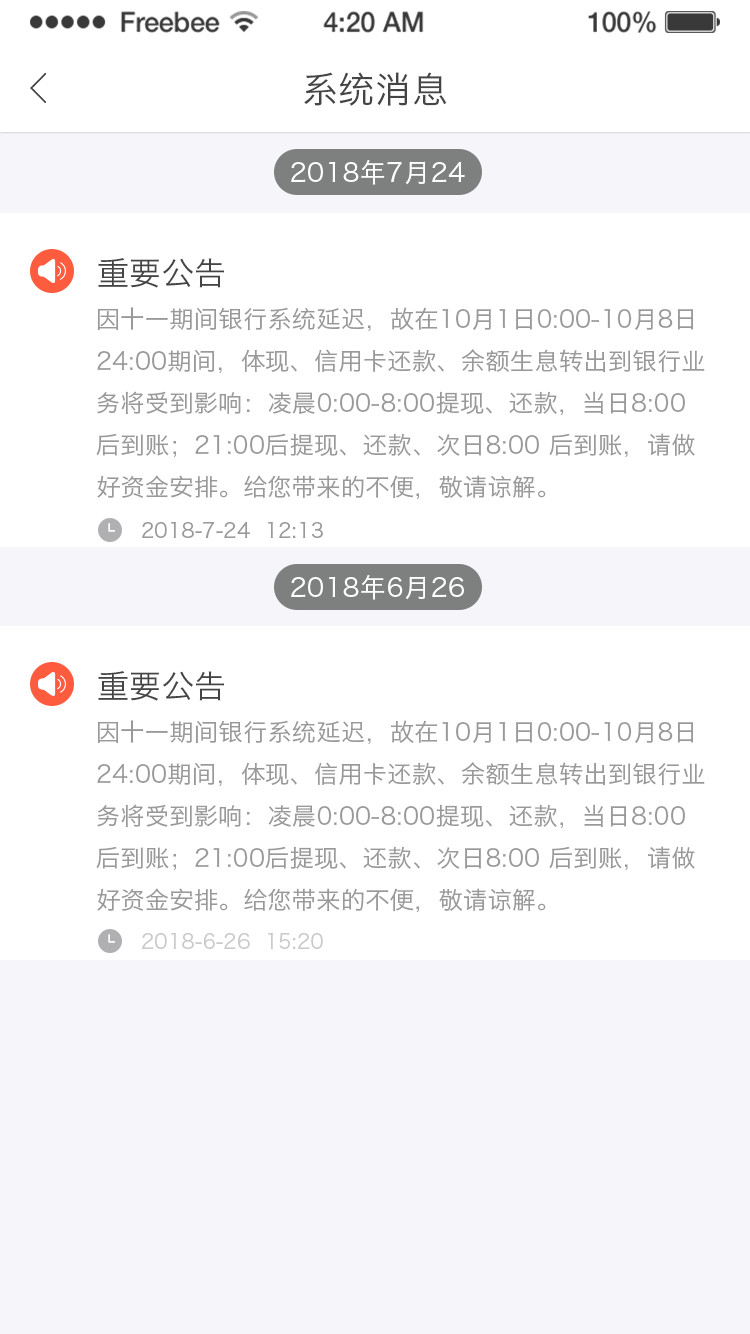 Freebee 4:20 AM 100%
系统消息
2018年7月24
重要公告
因十一期间银行系统延迟，故在10月1日0:00-10月8日
24:00期间，体现、信用卡还款、余额生息转出到银行业
务将受到影响：凌晨0:00-8:00提现、还款，当日8:00
后到账；21:00后提现、还款、次日8:00 后到账，请做
好资金安排。给您带来的不便，敬请谅解。
2018-7-24 12:13
2018年6月26
重要公告
因十一期间银行系统延迟，故在10月1日0:00-10月8日
24:00期间，体现、信用卡还款、余额生息转出到银行业
务将受到影响：凌晨0:00-8:00提现、还款，当日8:00
后到账；21:00后提现、还款、次日8:00 后到账，请做
好资金安排。给您带来的不便，敬请谅解。
2018-6-26 15:20